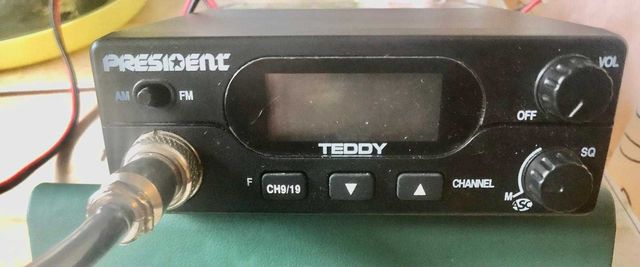 PRESIDENT
VOL
AM FM
OFF
TEDDY
SQ
F CH9/19 ▼ ▲ CHANNEL
M
ASC